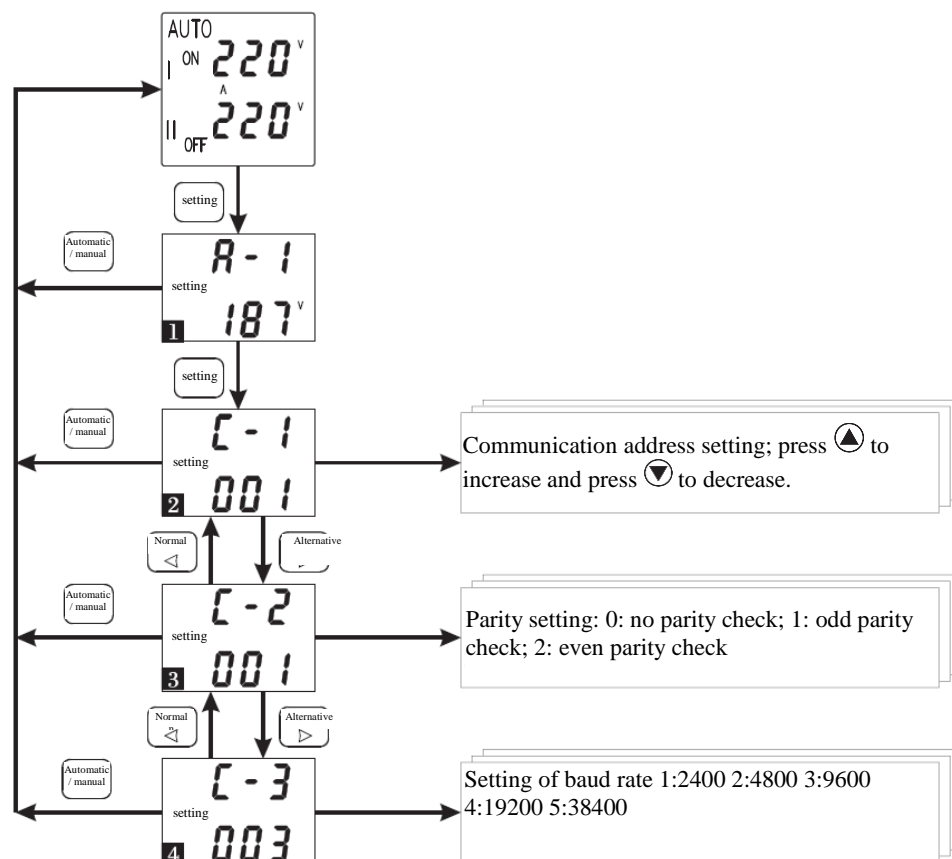 AUTO
I ON 220 V
A
II OFF 220 V
setting
Automatic
/ manual
A-1
setting
187 V
1
setting
Automatic
/ manual
C-1
setting
001
2
Communication address setting; press ▲ to
increase and press ▼ to decrease.
Normal
Alternative
Automatic
/ manual
C-2
setting
001
3
Parity setting: 0: no parity check; 1: odd parity
check; 2: even parity check
Normal
Alternative
Automatic
/ manual
C-3
setting
003
4
Setting of baud rate 1:2400 2:4800 3:9600
4:19200 5:38400